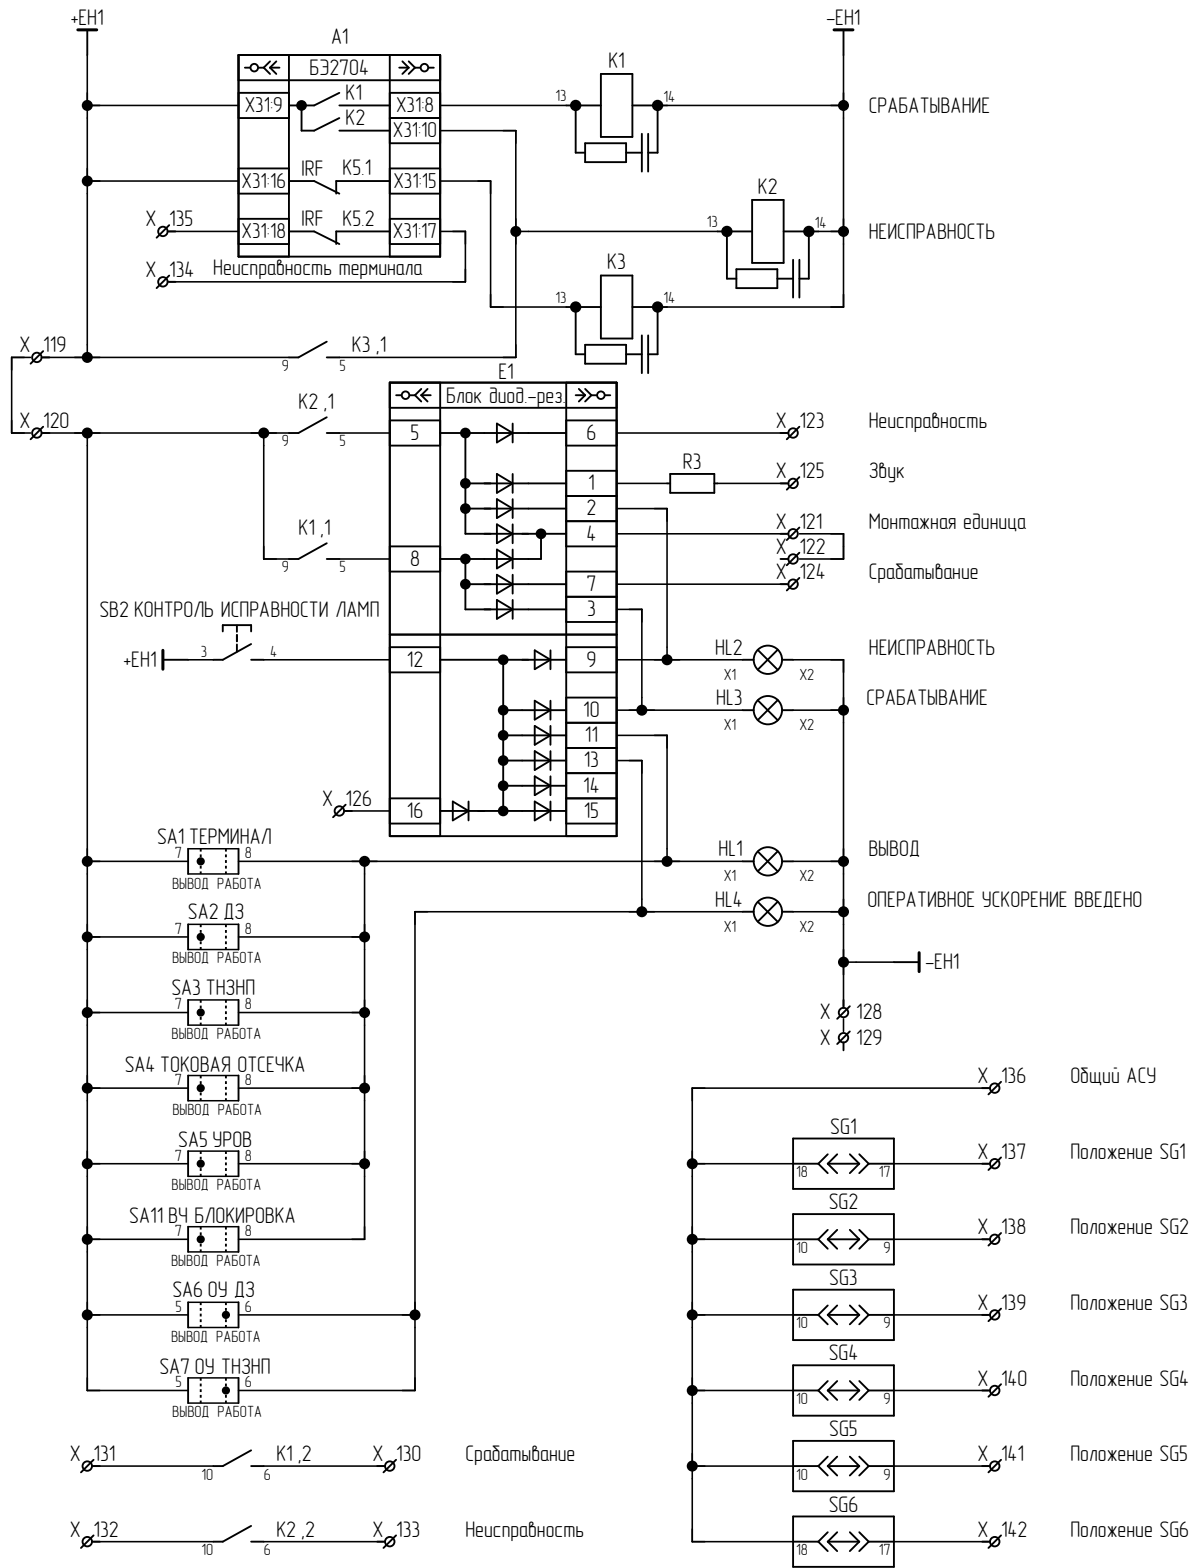 +EH1
–EH1
A1
БЭ2704
K1
X31:9 K1 X31:8
13 14
СРАБАТЫВАНИЕ
K2 X31:10
X31:16 IRF K5.1 X31:15
K2
X 135
X31:18 IRF K5.2 X31:17
13 14
НЕИСПРАВНОСТЬ
X 134 Неисправность терминала
K3
13 14
X 119
K3 ,1
9 5
E1
Блок диод.-рез.
K2 ,1
X 120
9 5
5 6
X 123 Неисправность
1 R3
X 125 Звук
2
K1 ,1
4
X 121 Монтажная единица
9 5
8
X 122
7
X 124 Срабатывание
3
SB2 КОНТРОЛЬ ИСПРАВНОСТИ ЛАМП
+EH1 3 4
12 9
HL2 НЕИСПРАВНОСТЬ
X1 X2
10
HL3 СРАБАТЫВАНИЕ
X1 X2
11
13
14
X 126
16 15
SA1 ТЕРМИНАЛ
7 8
ВЫВОД РАБОТА
HL1 ВЫВОД
X1 X2
SA2 ДЗ
7 8
ВЫВОД РАБОТА
HL4 ОПЕРАТИВНОЕ УСКОРЕНИЕ ВВЕДЕНО
X1 X2
–EH1
SA3 ТНЗНП
7 8
ВЫВОД РАБОТА
X 128
X 129
SA4 ТОКОВАЯ ОТСЕЧКА
7 8
ВЫВОД РАБОТА
X 136 Общий АСУ
SA5 УРОВ
7 8
ВЫВОД РАБОТА
SG1
18 17
X 137 Положение SG1
SA11 ВЧ БЛОКИРОВКА
7 8
ВЫВОД РАБОТА
SG2
10 9
X 138 Положение SG2
SA6 ОУ ДЗ
5 6
ВЫВОД РАБОТА
SG3
10 9
X 139 Положение SG3
SA7 ОУ ТНЗНП
5 6
ВЫВОД РАБОТА
SG4
10 9
X 140 Положение SG4
X 131 K1 ,2 X 130 Срабатывание
10 6
SG5
10 9
X 141 Положение SG5
X 132 K2 ,2 X 133 Неисправность
10 6
SG6
18 17
X 142 Положение SG6